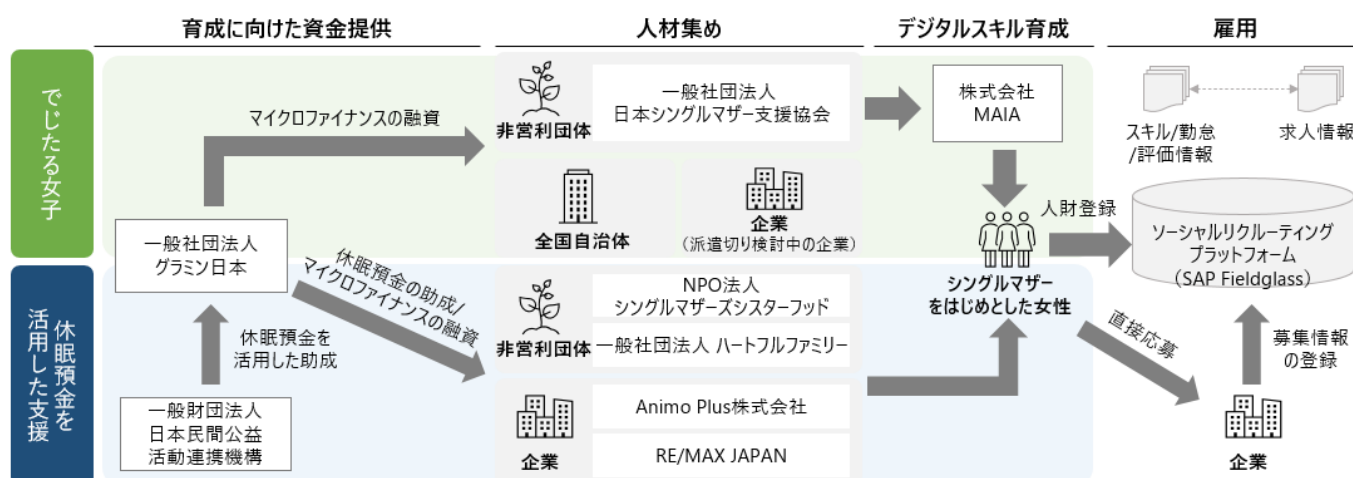 育成に向けた資金提供
人材集め
デジタルスキル育成
雇用
でじたる女子
マイクロファイナンスの融資
非営利団体
一般社団法人
日本シングルマザー支援協会
株式会社
MAIA
スキル/勤怠
/評価情報
求人情報
全国自治体
企業
（派遣切り検討中の企業）
人財登録
ソーシャルリクルーティング
プラットフォーム
（SAP Fieldglass）
一般社団法人
グラミン日本
シングルマザー
をはじめとした女性
休眠預金を
活用した支援
休眠預金の助成/
マイクロファイナンスの融資
非営利団体
NPO法人
シングルマザーズシスターフッド
一般社団法人 ハートフルファミリー
休眠預金を
活用した助成
直接応募
募集情報
の登録
一般財団法人
日本民間公益
活動連携機構
企業
Animo Plus株式会社
RE/MAX JAPAN
企業